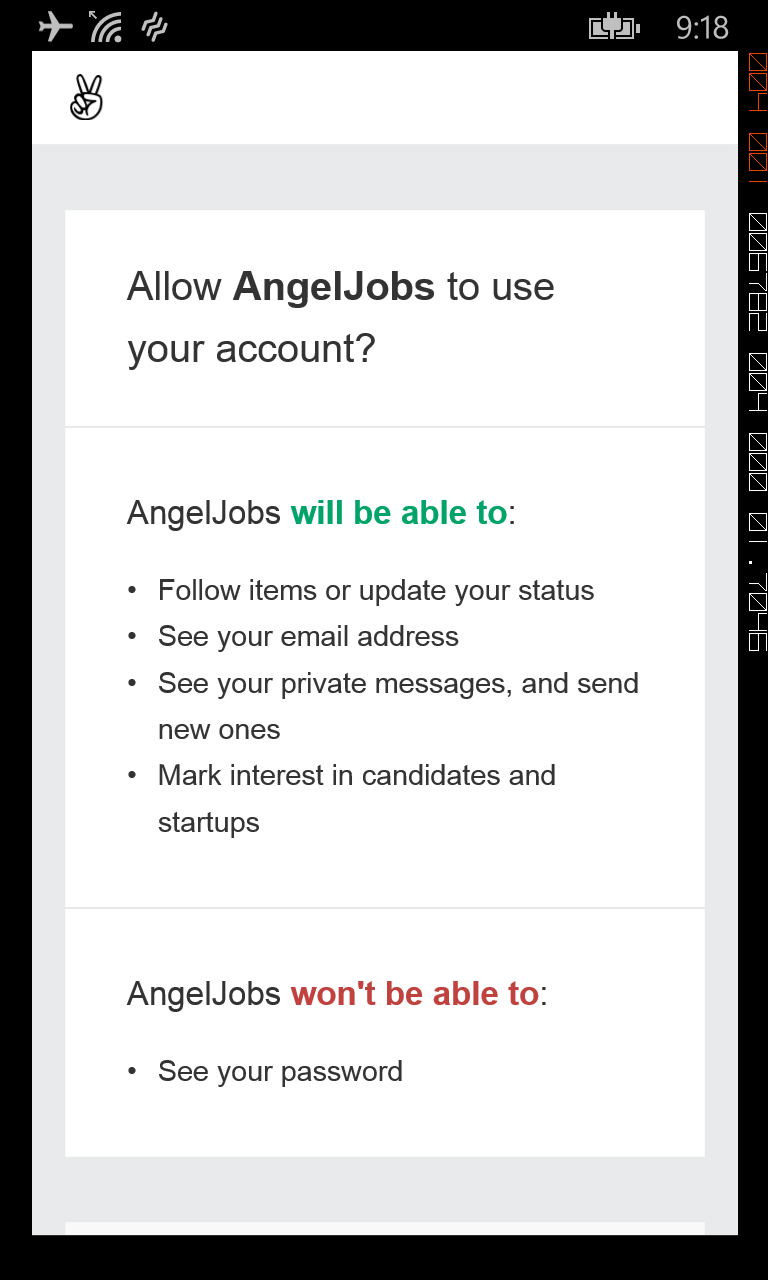 9:18
Allow AngelJobs to use
your account?
AngelJobs will be able to:
• Follow items or update your status
• See your email address
• See your private messages, and send
new ones
• Mark interest in candidates and
startups
AngelJobs won't be able to:
• See your password